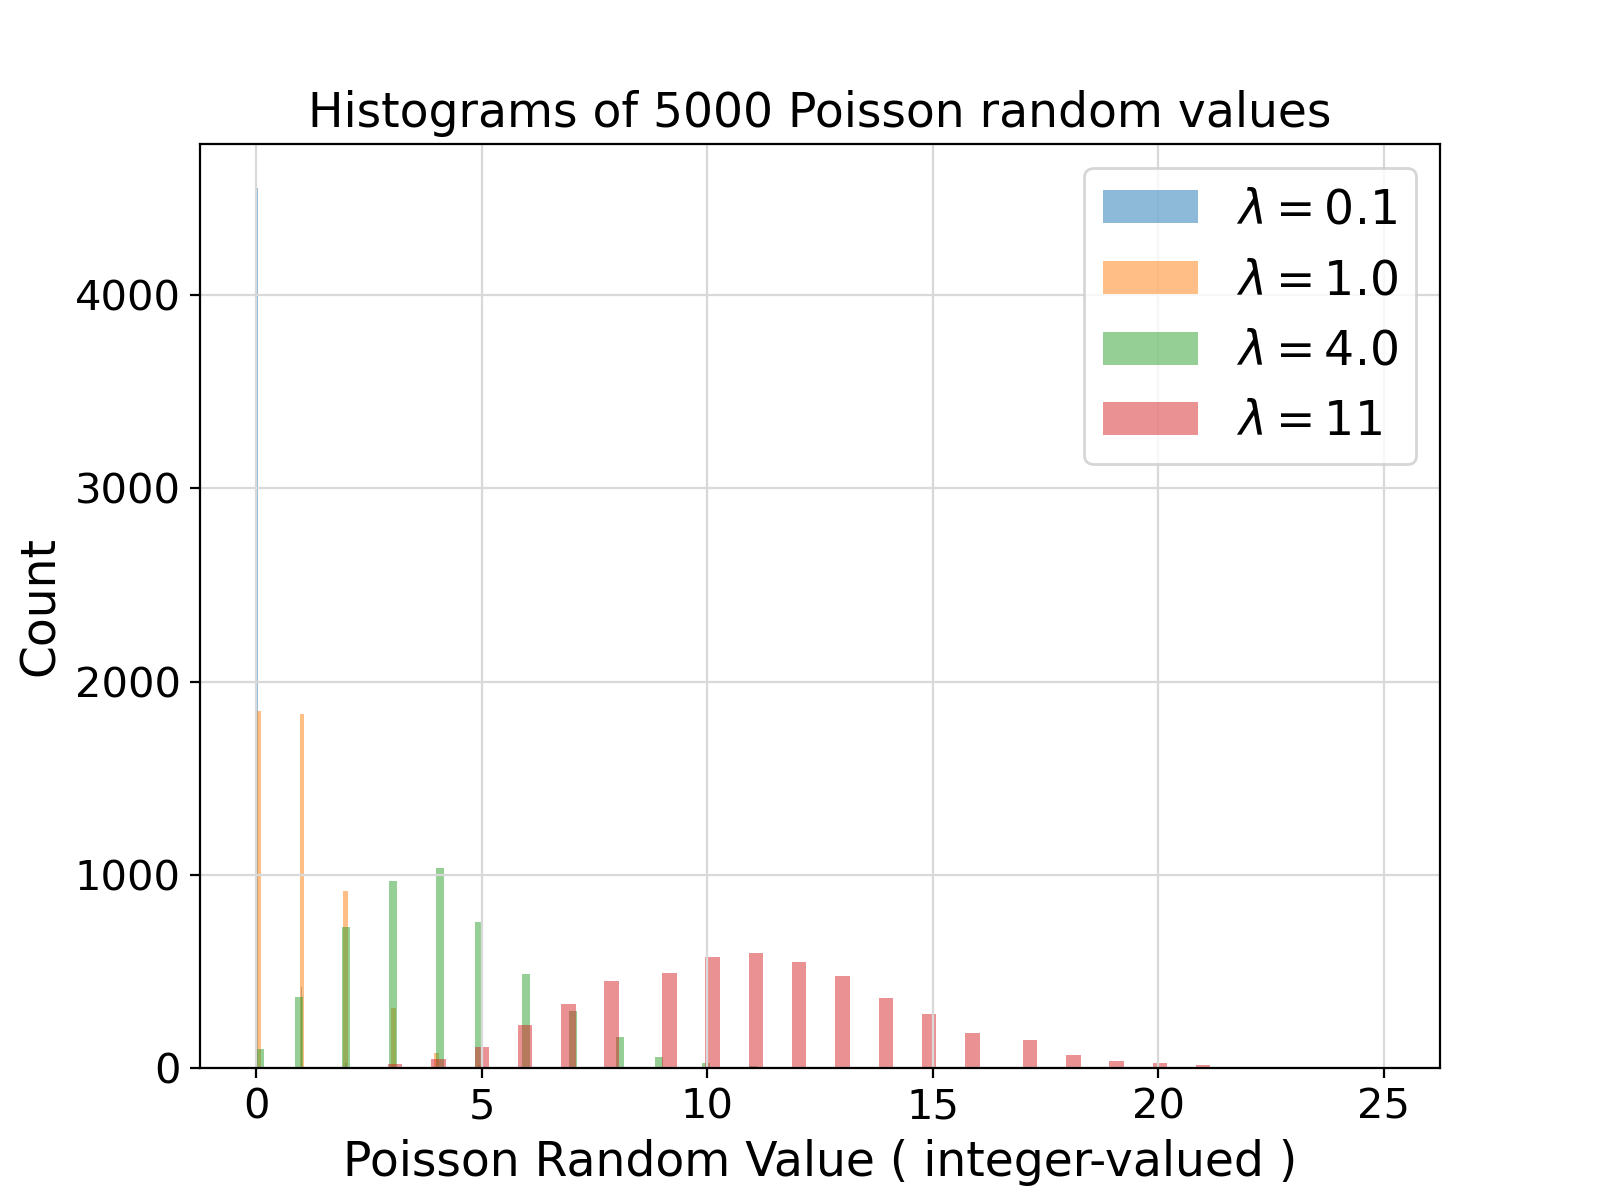 Histograms of 5000 Poisson random values
λ = 0.1
λ = 1.0
λ = 4.0
λ = 11
Count
4000
3000
2000
1000
0
0 5 10 15 20 25
Poisson Random Value ( integer-valued )